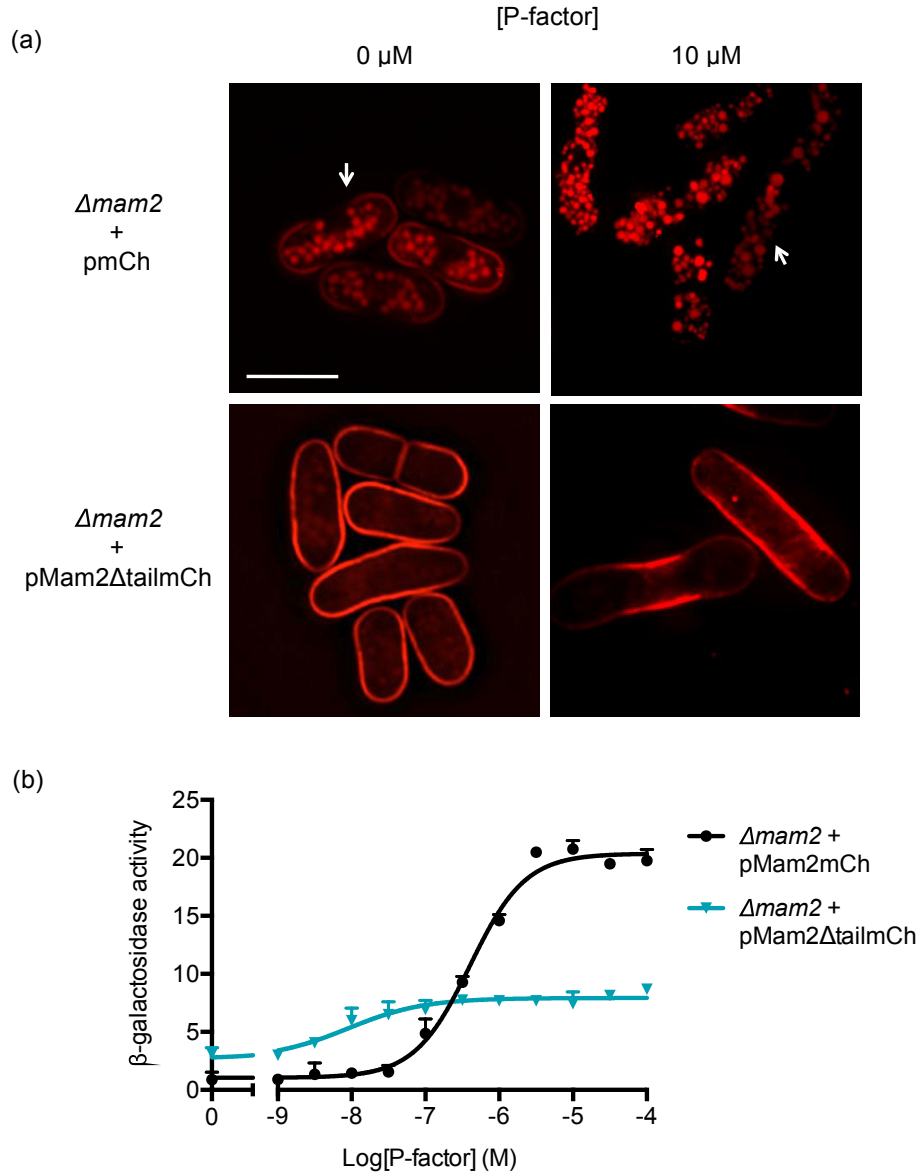 [P-factor]
(a)
0 µM
10 µM
Δmam2
+
pmCh
Δmam2
+
pMam2ΔtailmCh
(b)
25
20
15
10
5
0
β-galactosidase activity
0
-9
-8
-7
-6
-5
-4
Log[P-factor] (M)
Δmam2 +
pMam2mCh
Δmam2 +
pMam2ΔtailmCh